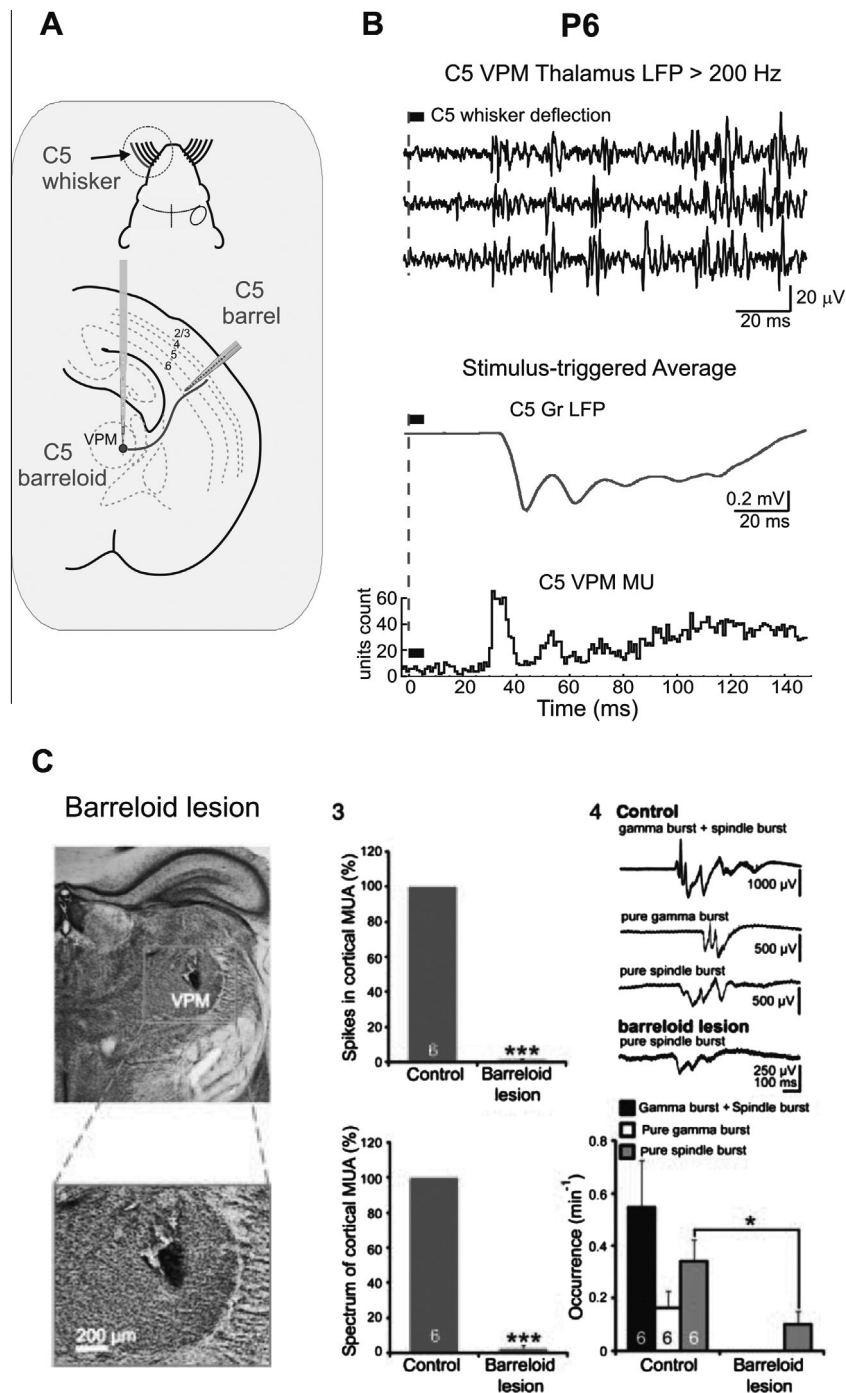 A
C5
whisker
C5
barrel
2/3
4
5
6
VPM
C5
barreloid
B
P6
C5 VPM Thalamus LFP > 200 Hz
C5 whisker deflection
20 μV
20 ms
Stimulus-triggered Average
C5 Gr LFP
0.2 mV
20 ms
C5 VPM MU
units count
60
40
20
0
0 20 40 60 80 100 120 140
Time (ms)
C
Barreloid lesion
VPM
200 μm
3
Spikes in cortical MUA (%)
120
100
80
60
40
20
0
6
***
Control Barreloid
lesion
Spectrum of cortical MUA (%)
120
100
80
60
40
20
0
6
***
Control Barreloid
lesion
4
Control
gamma burst + spindle burst
1000 μV
pure gamma burst
500 μV
pure spindle burst
500 μV
barreloid lesion
pure spindle burst
250 μV
100 ms
Gamma burst + Spindle burst
Pure gamma burst
Pure spindle burst
Occurrence (min-1)
0.8
0.6
0.4
0.2
0
*
6 6 6
Control Barreloid
lesion